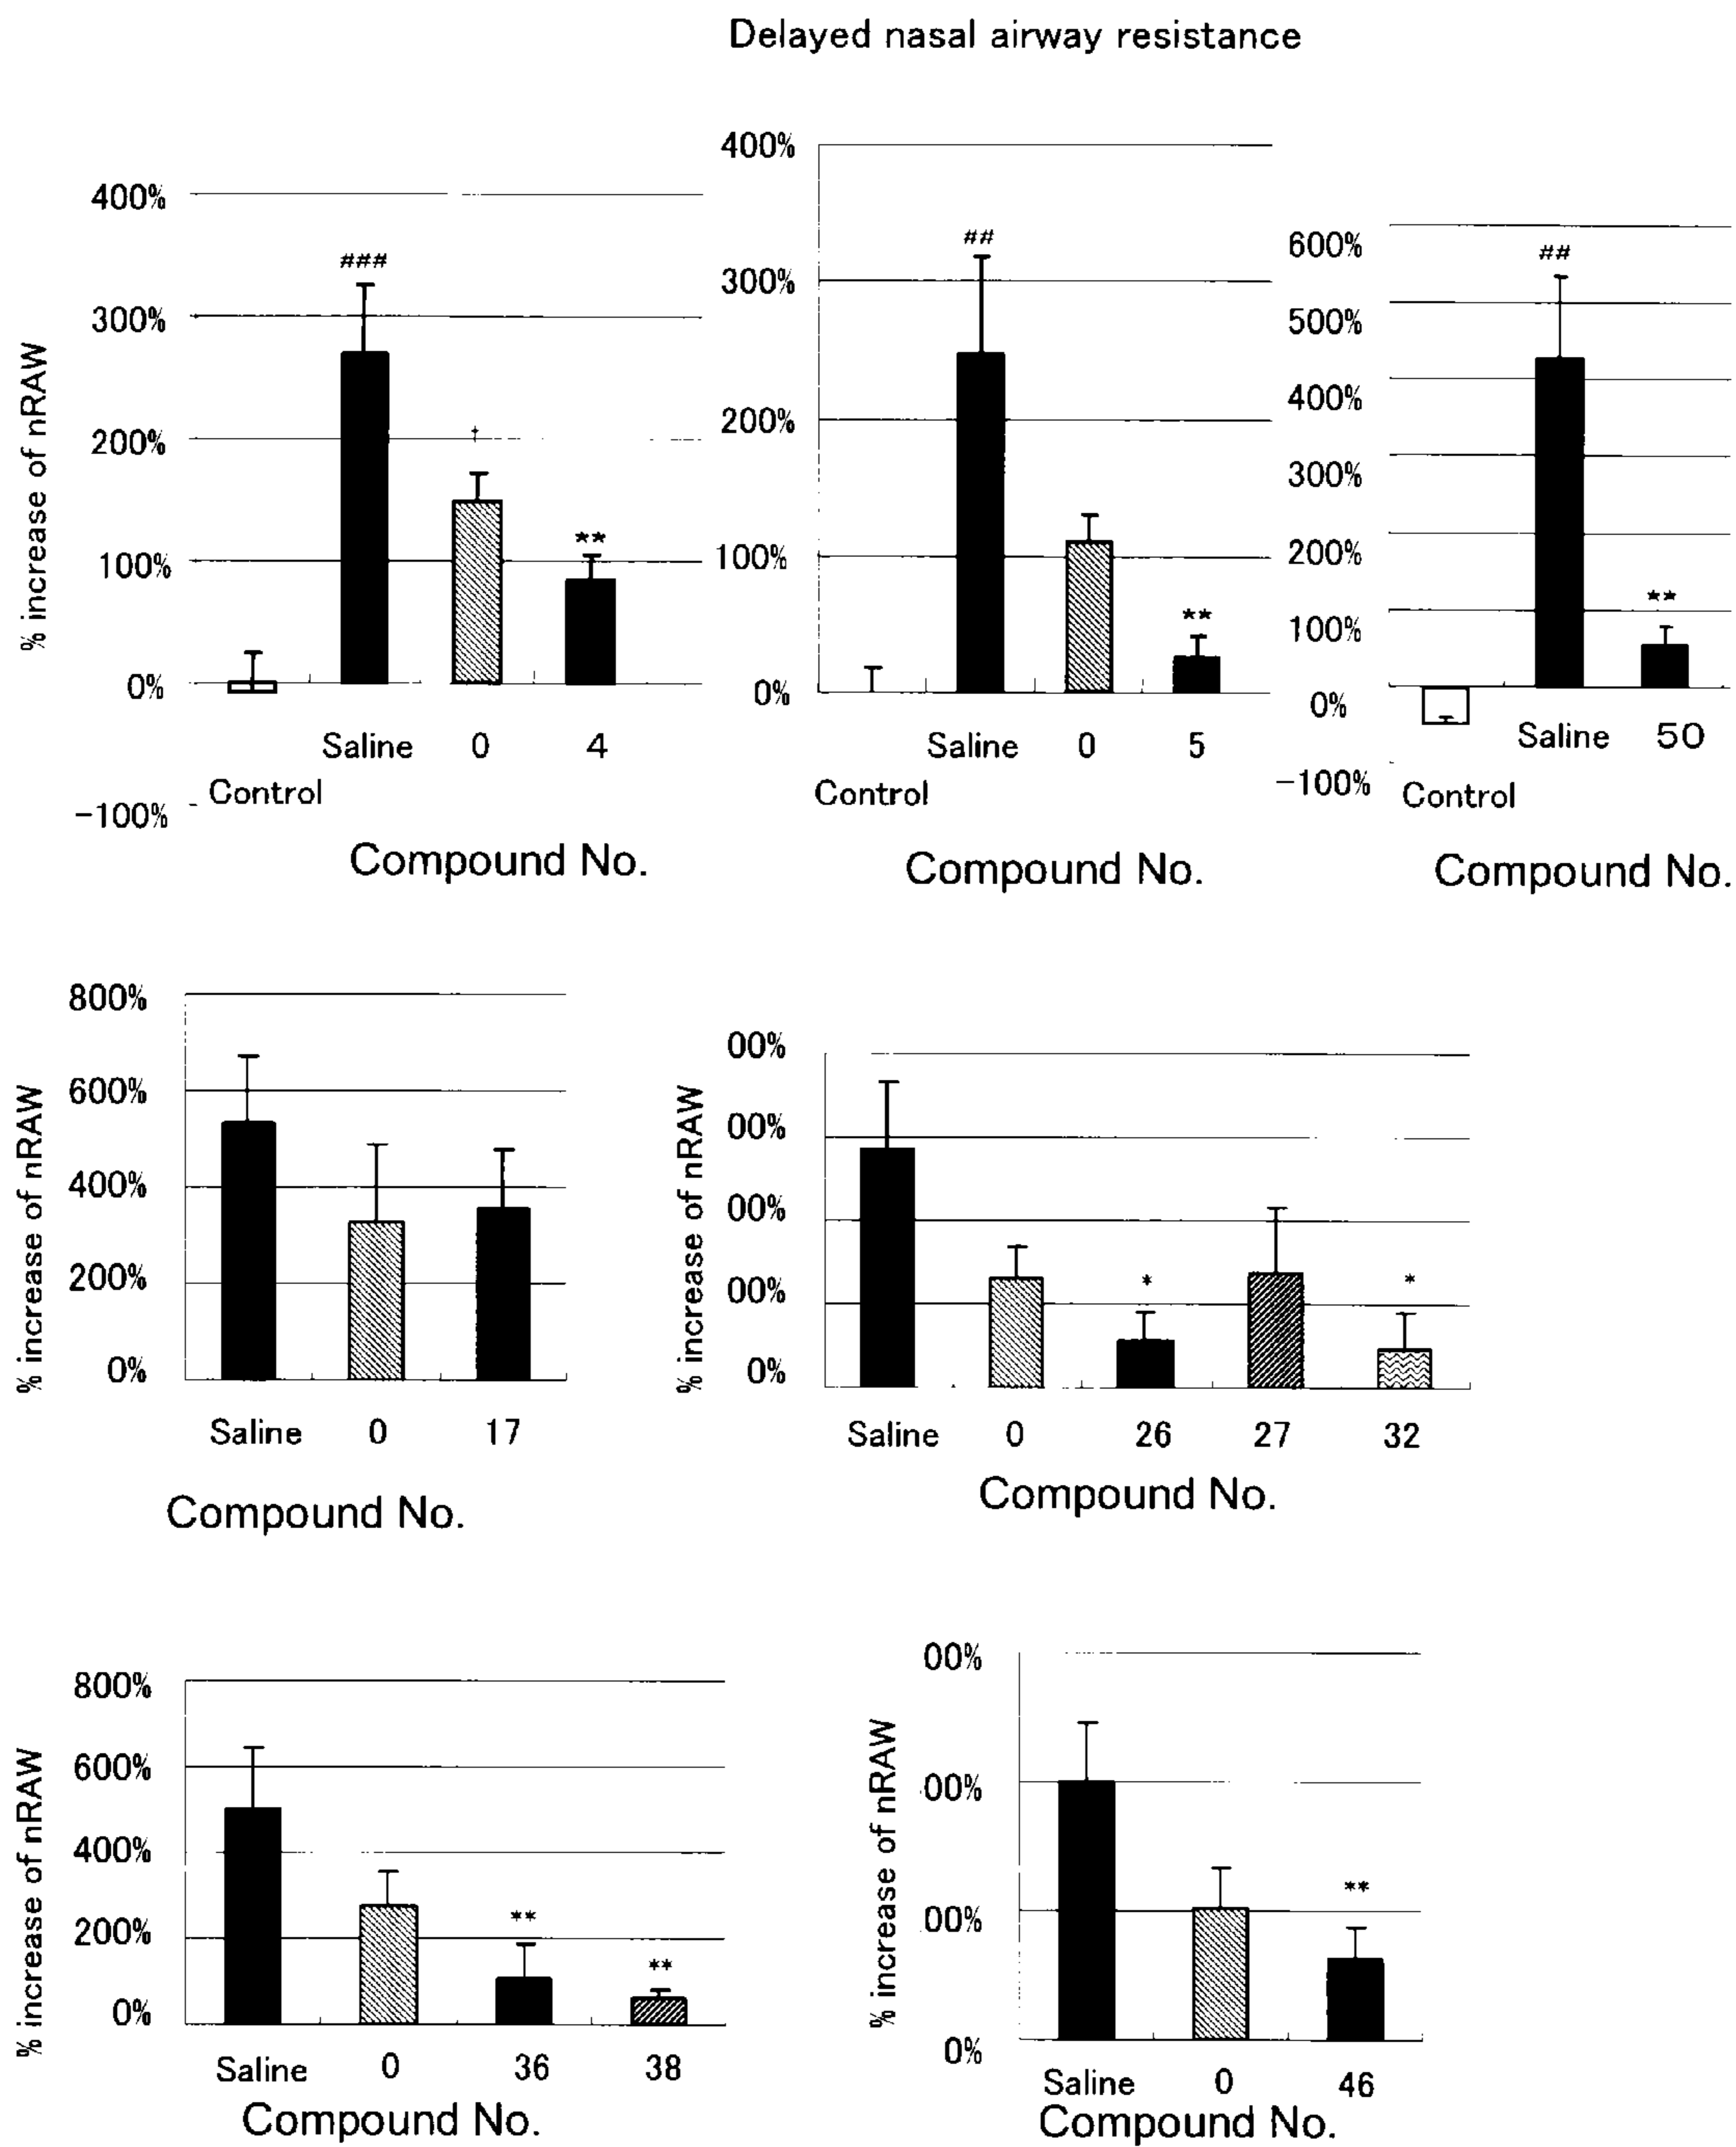 Delayed nasal airway resistance
% increase of nRAW
400%
300%
200%
100%
0%
-100%
###
**
Saline 0 4
Control
Compound No.
400%
300%
200%
100%
0%
##
**
Saline 0 5
Control
Compound No.
600%
500%
400%
300%
200%
100%
0%
-100%
##
**
Saline 50
Control
Compound No.
% increase of nRAW
800%
600%
400%
200%
0%
Saline 0 17
Compound No.
% increase of nRAW
00%
00%
00%
00%
0%
*
*
Saline 0 26 27 32
Compound No.
% increase of nRAW
800%
600%
400%
200%
0%
**
**
Saline 0 36 38
Compound No.
% increase of nRAW
00%
00%
00%
0%
**
Saline 0 46
Compound No.